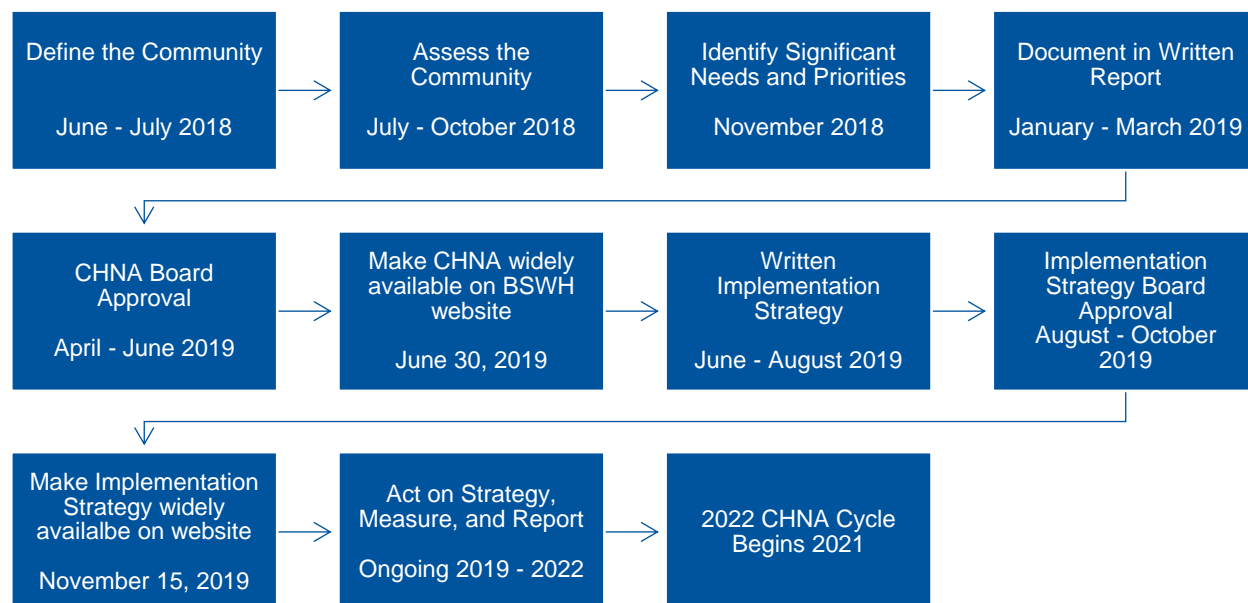 Define the Community
June - July 2018
Assess the
Community
July - October 2018
Identify Significant
Needs and Priorities
November 2018
Document in Written
Report
January - March 2019
CHNA Board
Approval
April - June 2019
Make CHNA widely
available on BSWH
website
June 30, 2019
Written
Implementation
Strategy
June - August 2019
Implementation
Strategy Board
Approval
August - October
2019
Make Implementation
Strategy widely
availalbe on website
November 15, 2019
Act on Strategy,
Measure, and Report
Ongoing 2019 - 2022
2022 CHNA Cycle
Begins 2021